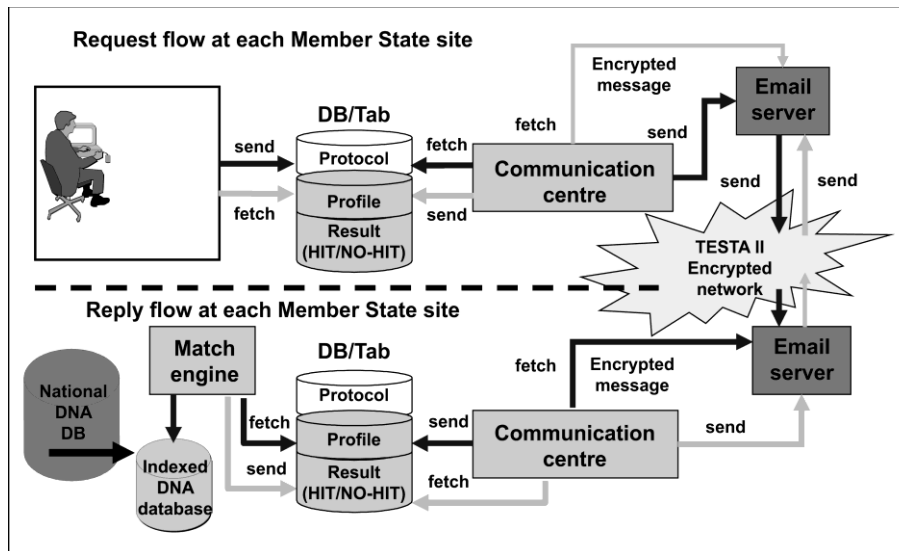 Request flow at each Member State site
Encrypted
message
Email
server
DB/Tab
fetch
send
send
fetch
Protocol
Communication
centre
fetch
Profile
send
send
send
Result
(HIT/NO-HIT)
TESTA II
Encrypted
network
Reply flow at each Member State site
Match
engine
DB/Tab
fetch
Encrypted
message
Email
server
National
DNA
DB
Protocol
fetch
send
Communication
centre
send
Profile
send
Indexed
DNA
database
Result
(HIT/NO-HIT)
fetch